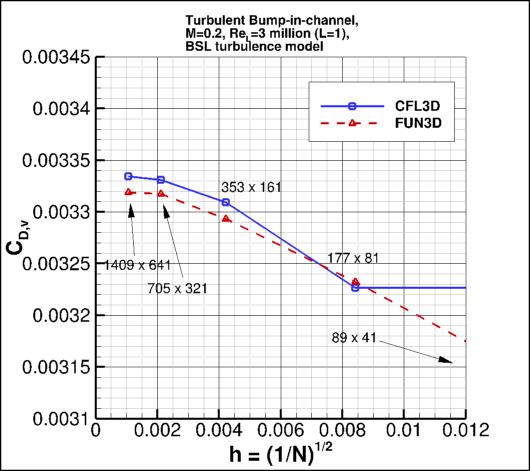 Turbulent Bump-in-channel,
M=0.2, Re_L=3 million (L=1),
BSL turbulence model
0.00345
0.0034
0.00335
0.0033
0.00325
0.0032
0.00315
0.0031
C_D,v
CFL3D
FUN3D
353 x 161
177 x 81
1409 x 641
705 x 321
89 x 41
0 0.002 0.004 0.006 0.008 0.01 0.012
h = (1/N)^1/2